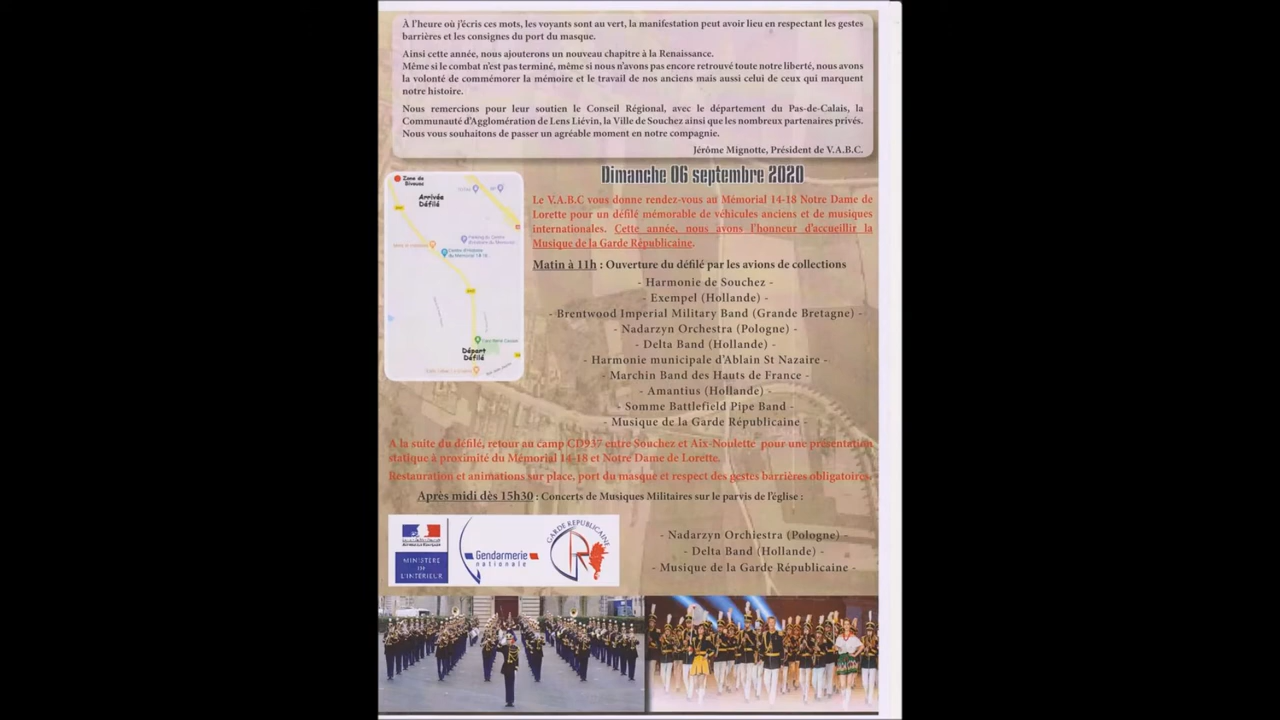 À l'heure où j'écris ces mots, les voyants sont au vert, la manifestation peut avoir lieu en respectant les gestes
barrières et les consignes du port du masque.
Ainsi cette année, nous ajouterons un nouveau chapitre à la Renaissance.
Même si le combat n'est pas terminé, même si nous n'avons pas encore retrouvé toute notre liberté, nous avons
la volonté de commémorer la mémoire et le travail de nos anciens mais aussi celui de ceux qui marquent
notre histoire.
Nous remercions pour leur soutien le Conseil Régional, avec le département du Pas-de-Calais, la
Communauté d'Agglomération de Lens Liévin, la Ville de Souchez ainsi que les nombreux partenaires privés.
Nous vous souhaitons de passer un agréable moment en notre compagnie.
Jérôme Mignotte, Président de V.A.B.C.
Dimanche 06 septembre 2020
Zone de
Bivouac
Arrivée
Défilé
Départ
Défilé
Le V.A.B.C vous donne rendez-vous au Mémorial 14-18 Notre Dame de
Lorette pour un défilé mémorable de véhicules anciens et de musiques
internationales. Cette année, nous avons l'honneur d'accueillir la
Musique de la Garde Républicaine.
Matin à 11h : Ouverture du défilé par les avions de collections
- Harmonie de Souchez -
- Exempel (Hollande) -
- Brentwood Imperial Military Band (Grande Bretagne) -
- Nadarzyn Orchestra (Pologne) -
- Delta Band (Hollande) -
- Harmonie municipale d'Ablain St Nazaire -
- Marchin Band des Hauts de France -
- Amantius (Hollande) -
- Somme Battlefield Pipe Band -
- Musique de la Garde Républicaine -
A la suite du défilé, retour au camp CD937 entre Souchez et Aix-Noulette pour une présentation
statique à proximité du Mémorial 14-18 et Notre Dame de Lorette.
Restauration et animations sur place, port du masque et respect des gestes barrières obligatoires.
Après midi dès 15h30 : Concerts de Musiques Militaires sur le parvis de l'église :
MINISTÈRE
DE
L'INTÉRIEUR
Gendarmerie
nationale
GARDE REPUBLICAINE
- Nadarzyn Orchiestra (Pologne) -
- Delta Band (Hollande) -
- Musique de la Garde Républicaine -